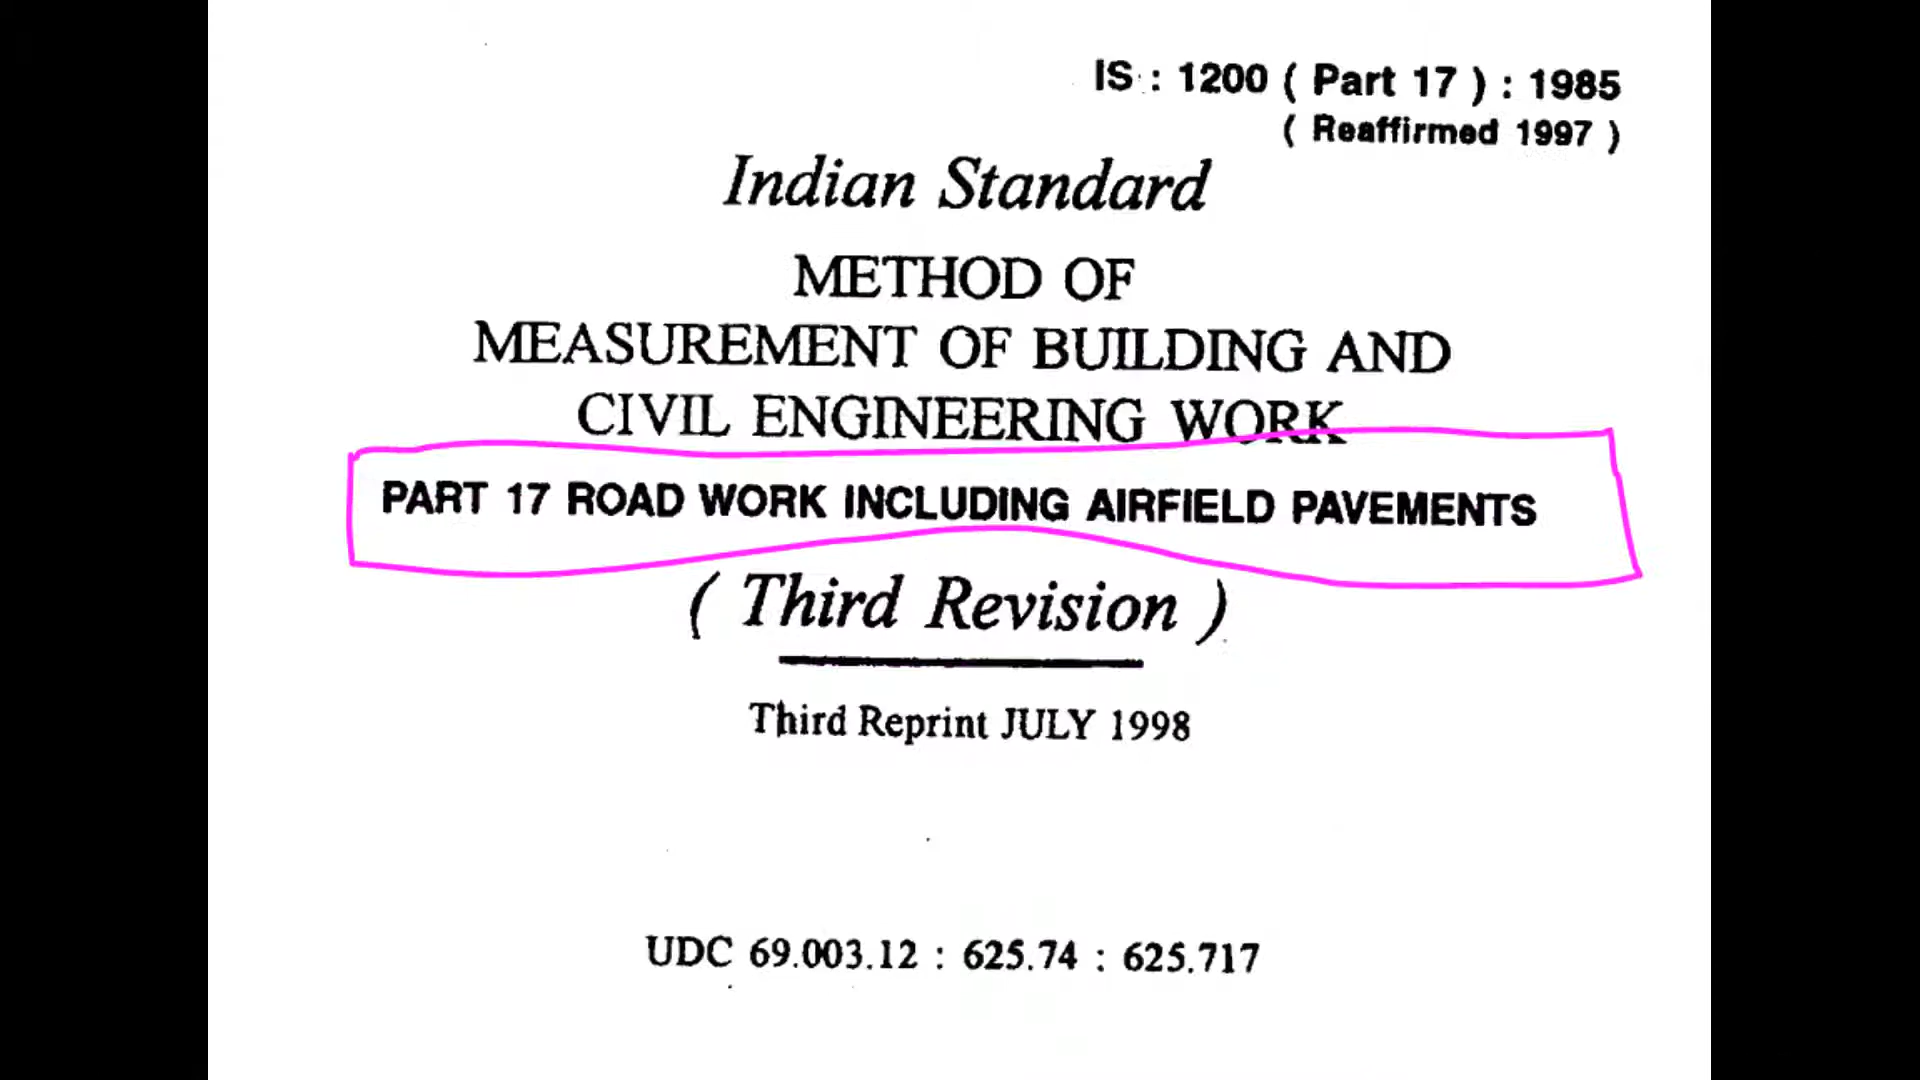 IS : 1200 ( Part 17 ) : 1985
( Reaffirmed 1997 )
Indian Standard
METHOD OF
MEASUREMENT OF BUILDING AND
CIVIL ENGINEERING WORK
PART 17 ROAD WORK INCLUDING AIRFIELD PAVEMENTS
( Third Revision )
Third Reprint JULY 1998
UDC 69.003.12 : 625.74 : 625.717